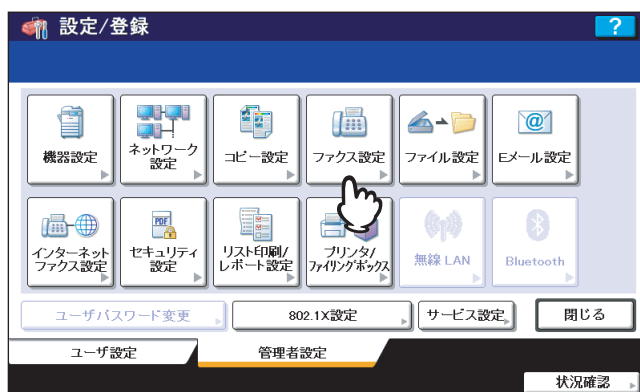 設定/登録
?
機器設定
ネットワーク
設定
コピー設定
ファクス設定
ファイル設定
@
Eメール設定
インターネット
ファクス設定
PDF
セキュリティ
設定
リスト印刷/
レポート設定
プリンタ/
ファイリングボックス
無線 LAN
Bluetooth
ユーザパスワード変更
802.1X設定
サービス設定
閉じる
ユーザ設定
管理者設定
状況確認